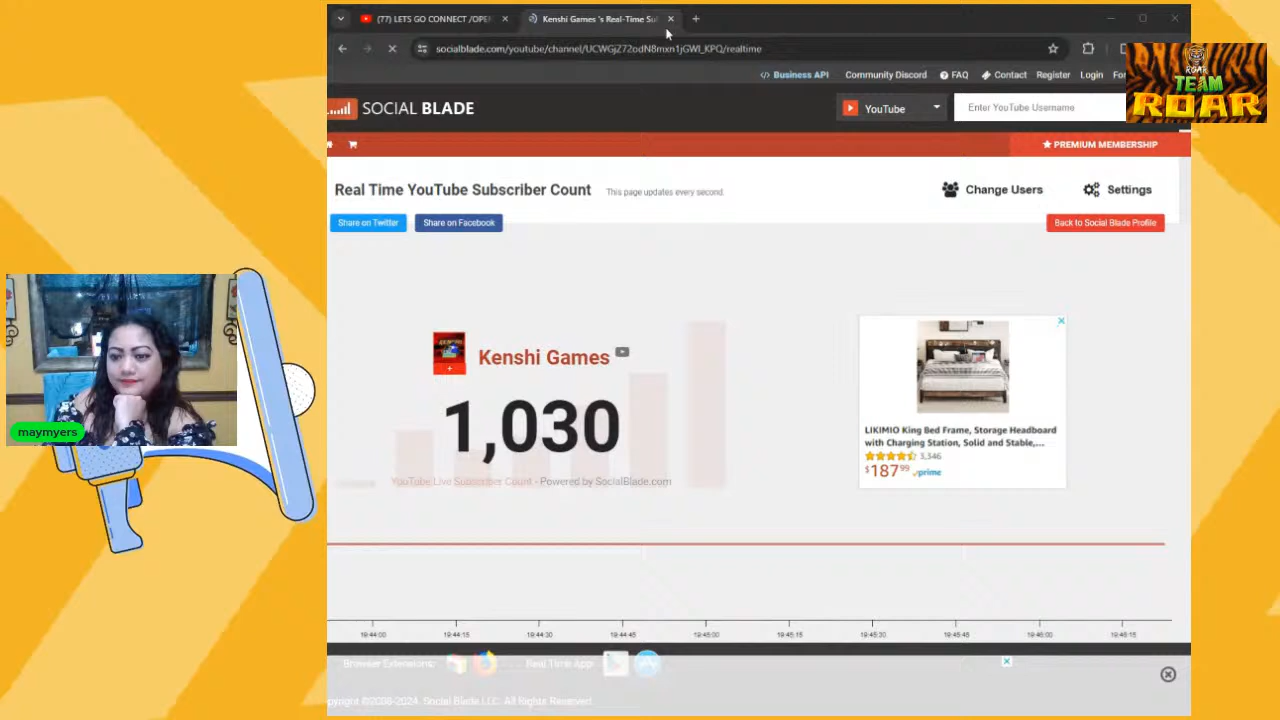 (77) LETS GO CONNECT /OPE
Kenshi Games 's Real-Time Su
socialblade.com/youtube/channel/UCWGjZ72odN8mxn1jGWI_KPQ/realtime
Business API
Community Discord
FAQ
Contact
Register
Login
ROAR
TEAM
ROAR
SOCIAL BLADE
YouTube
Enter YouTube Username
PREMIUM MEMBERSHIP
Real Time YouTube Subscriber Count
This page updates every second.
Change Users
Settings
Share on Twitter
Share on Facebook
Back to Social Blade Profile
Kenshi Games
1,030
YouTube Live Subscriber Count - Powered by SocialBlade.com
LIKIMIO King Bed Frame, Storage Headboard
with Charging Station, Solid and Stable,...
3,346
$187.99 prime
maymyers
19:44:00 19:44:15 19:44:30 19:44:45 19:45:00 19:45:15 19:45:30 19:45:45 19:46:00 19:46:15
Browser Extensions:
Real Time App:
pyright ©2008-2024. Social Blade LLC. All Rights Reserved.